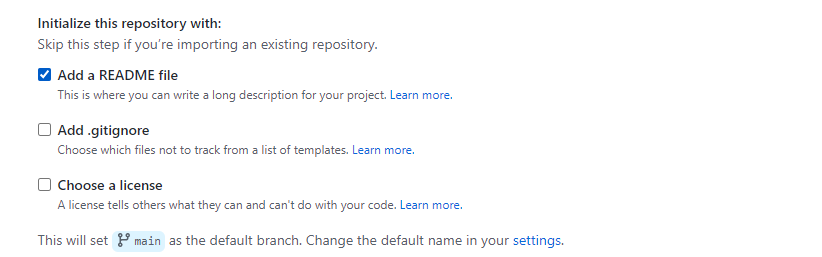 Initialize this repository with:
Skip this step if you're importing an existing repository.
Add a README file
This is where you can write a long description for your project. Learn more.
Add .gitignore
Choose which files not to track from a list of templates. Learn more.
Choose a license
A license tells others what they can and can't do with your code. Learn more.
This will set main as the default branch. Change the default name in your settings.